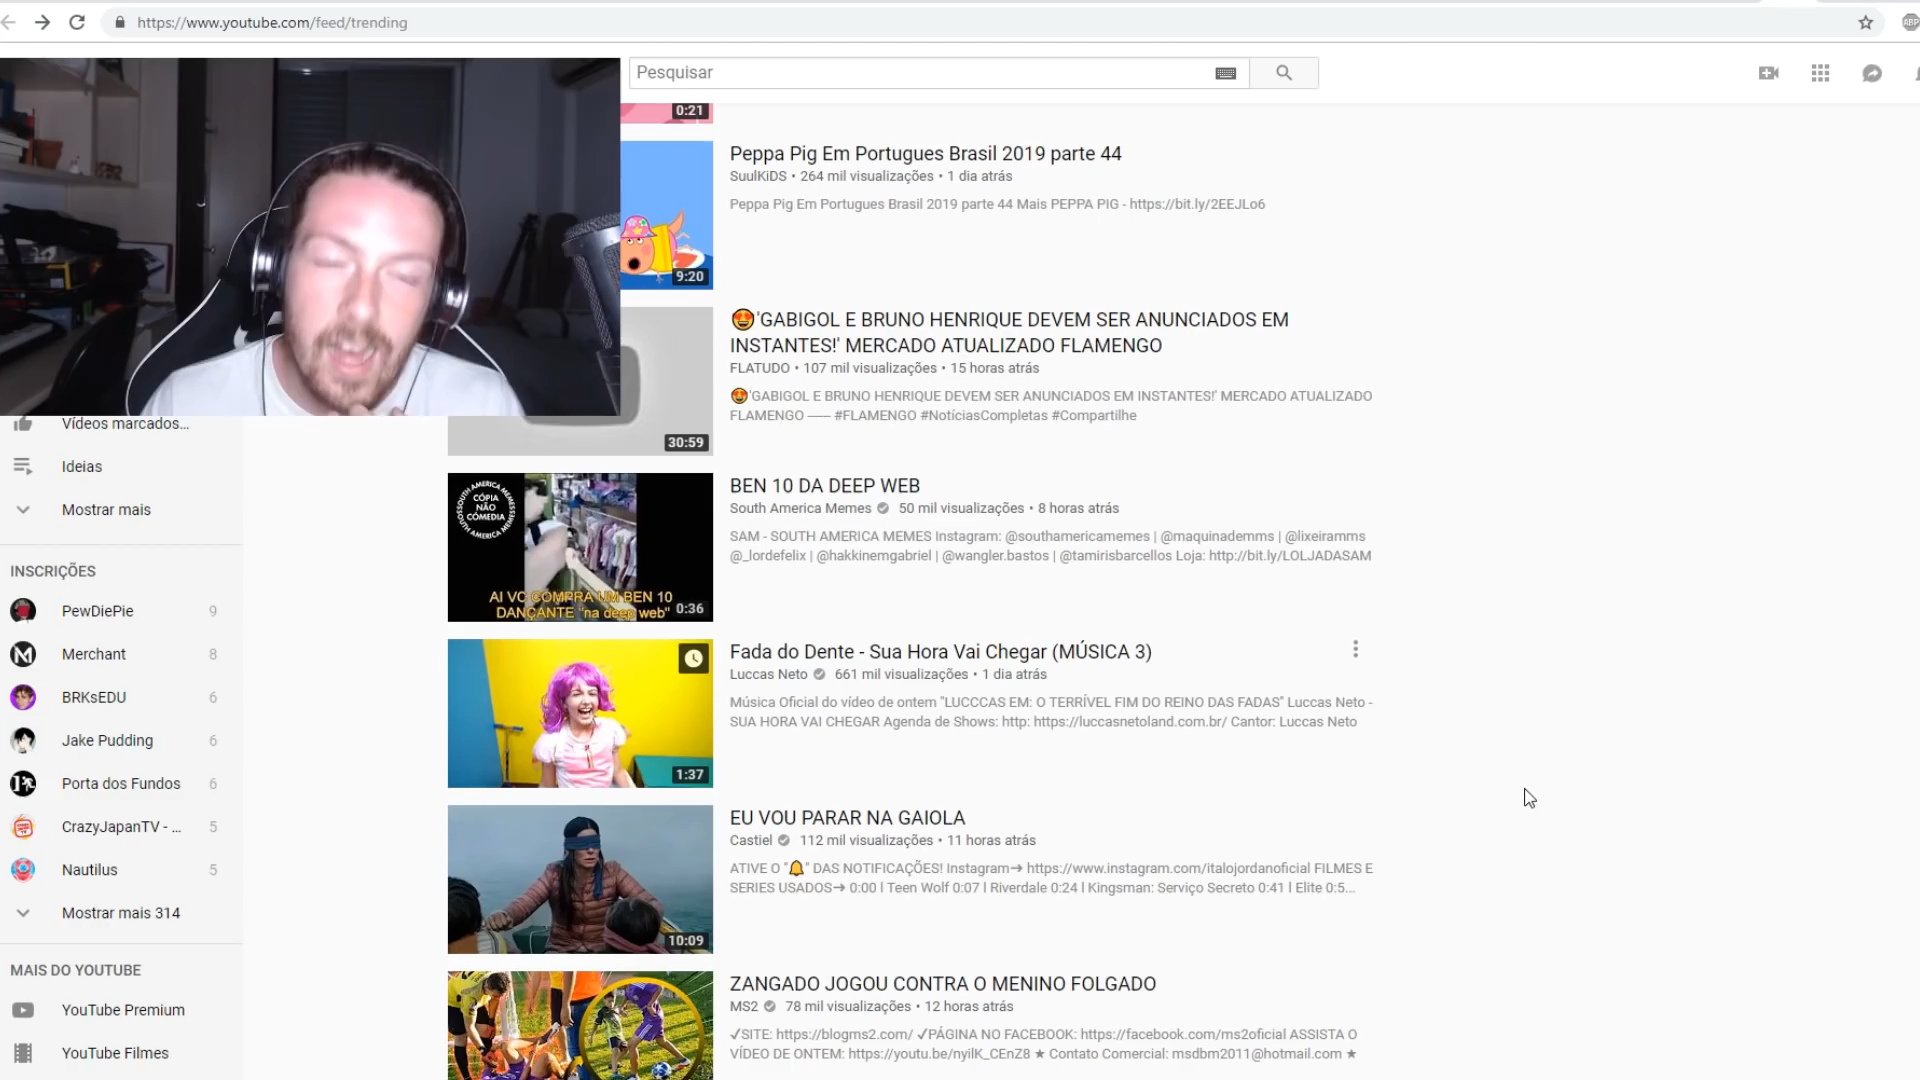 https://www.youtube.com/feed/trending
ABP
Pesquisar
0:21
Peppa Pig Em Portugues Brasil 2019 parte 44
SuulKiDS • 264 mil visualizações • 1 dia atrás
Peppa Pig Em Portugues Brasil 2019 parte 44 Mais PEPPA PIG - https://bit.ly/2EEJLo6
9:20
😍'GABIGOL E BRUNO HENRIQUE DEVEM SER ANUNCIADOS EM
INSTANTES!' MERCADO ATUALIZADO FLAMENGO
FLATUDO • 107 mil visualizações • 15 horas atrás
😍'GABIGOL E BRUNO HENRIQUE DEVEM SER ANUNCIADOS EM INSTANTES!' MERCADO ATUALIZADO
FLAMENGO ----- #FLAMENGO #NotíciasCompletas #Compartilhe
30:59
BEN 10 DA DEEP WEB
South America Memes 50 mil visualizações • 8 horas atrás
SAM - SOUTH AMERICA MEMES Instagram: @southamericamemes | @maquinademms | @lixeiramms
@_lordefelix | @hakkinemgabriel | @wangler.bastos | @tamirisbarcellos Loja: http://bit.ly/LOLJADASAM
SOUTH AMERICA MEMES
CÓPIA
NÃO
COMÉDIA
SOUTH AMERICA MEMES
AI VC COMPRA UM BEN 10
DANÇANTE "na deep web"
0:36
Fada do Dente - Sua Hora Vai Chegar (MÚSICA 3)
Luccas Neto 661 mil visualizações • 1 dia atrás
Música Oficial do vídeo de ontem "LUCCCAS EM: O TERRÍVEL FIM DO REINO DAS FADAS" Luccas Neto -
SUA HORA VAI CHEGAR Agenda de Shows: http: https://luccasnetoland.com.br/ Cantor: Luccas Neto
1:37
EU VOU PARAR NA GAIOLA
Castiel 112 mil visualizações • 11 horas atrás
ATIVE O "🔔" DAS NOTIFICAÇÕES! Instagram➔ https://www.instagram.com/italojordanoficial FILMES E
SERIES USADOS➔ 0:00 l Teen Wolf 0:07 l Riverdale 0:24 l Kingsman: Serviço Secreto 0:41 l Elite 0:5...
10:09
ZANGADO JOGOU CONTRA O MENINO FOLGADO
MS2 78 mil visualizações • 12 horas atrás
✓SITE: https://blogms2.com/ ✓PÁGINA NO FACEBOOK: https://facebook.com/ms2oficial ASSISTA O
VÍDEO DE ONTEM: https://youtu.be/nyilK_CEnZ8 ★ Contato Comercial: msdbm2011@hotmail.com ★
Vídeos marcados...
Ideias
Mostrar mais
INSCRIÇÕES
PewDiePie 9
Merchant 8
BRKsEDU 6
Jake Pudding 6
Porta dos Fundos 6
CrazyJapanTV - ... 5
Nautilus 5
Mostrar mais 314
MAIS DO YOUTUBE
YouTube Premium
YouTube Filmes